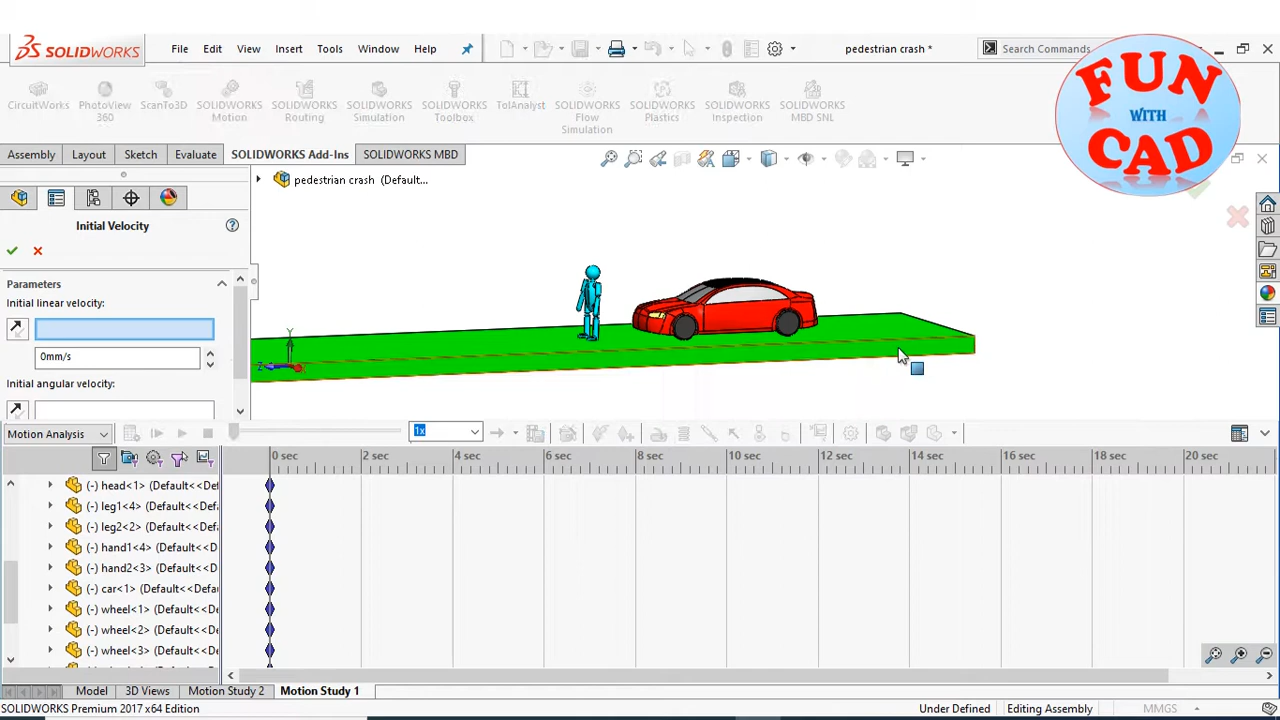 SOLIDWORKS File Edit View Insert Tools Window Help pedestrian crash * Search Commands
FUN
WITH
CAD
CircuitWorks PhotoView 360 ScanTo3D SOLIDWORKS Motion SOLIDWORKS Routing SOLIDWORKS Simulation SOLIDWORKS Toolbox TolAnalyst SOLIDWORKS Flow Simulation SOLIDWORKS Plastics SOLIDWORKS Inspection SOLIDWORKS MBD SNL
Assembly Layout Sketch Evaluate SOLIDWORKS Add-Ins SOLIDWORKS MBD
pedestrian crash (Default...
Initial Velocity
Parameters
Initial linear velocity:
0mm/s
Initial angular velocity:
Y
Z
Motion Analysis 1x
0 sec 2 sec 4 sec 6 sec 8 sec 10 sec 12 sec 14 sec 16 sec 18 sec 20 sec
(-) head<1> (Default<<Def
(-) leg1<4> (Default<<Def
(-) leg2<2> (Default<<Def
(-) hand1<4> (Default<<D
(-) hand2<3> (Default<<D
(-) car<1> (Default<<Defa
(-) wheel<1> (Default<<D
(-) wheel<2> (Default<<D
(-) wheel<3> (Default<<D
Model 3D Views Motion Study 2 Motion Study 1
SOLIDWORKS Premium 2017 x64 Edition Under Defined Editing Assembly MMGS